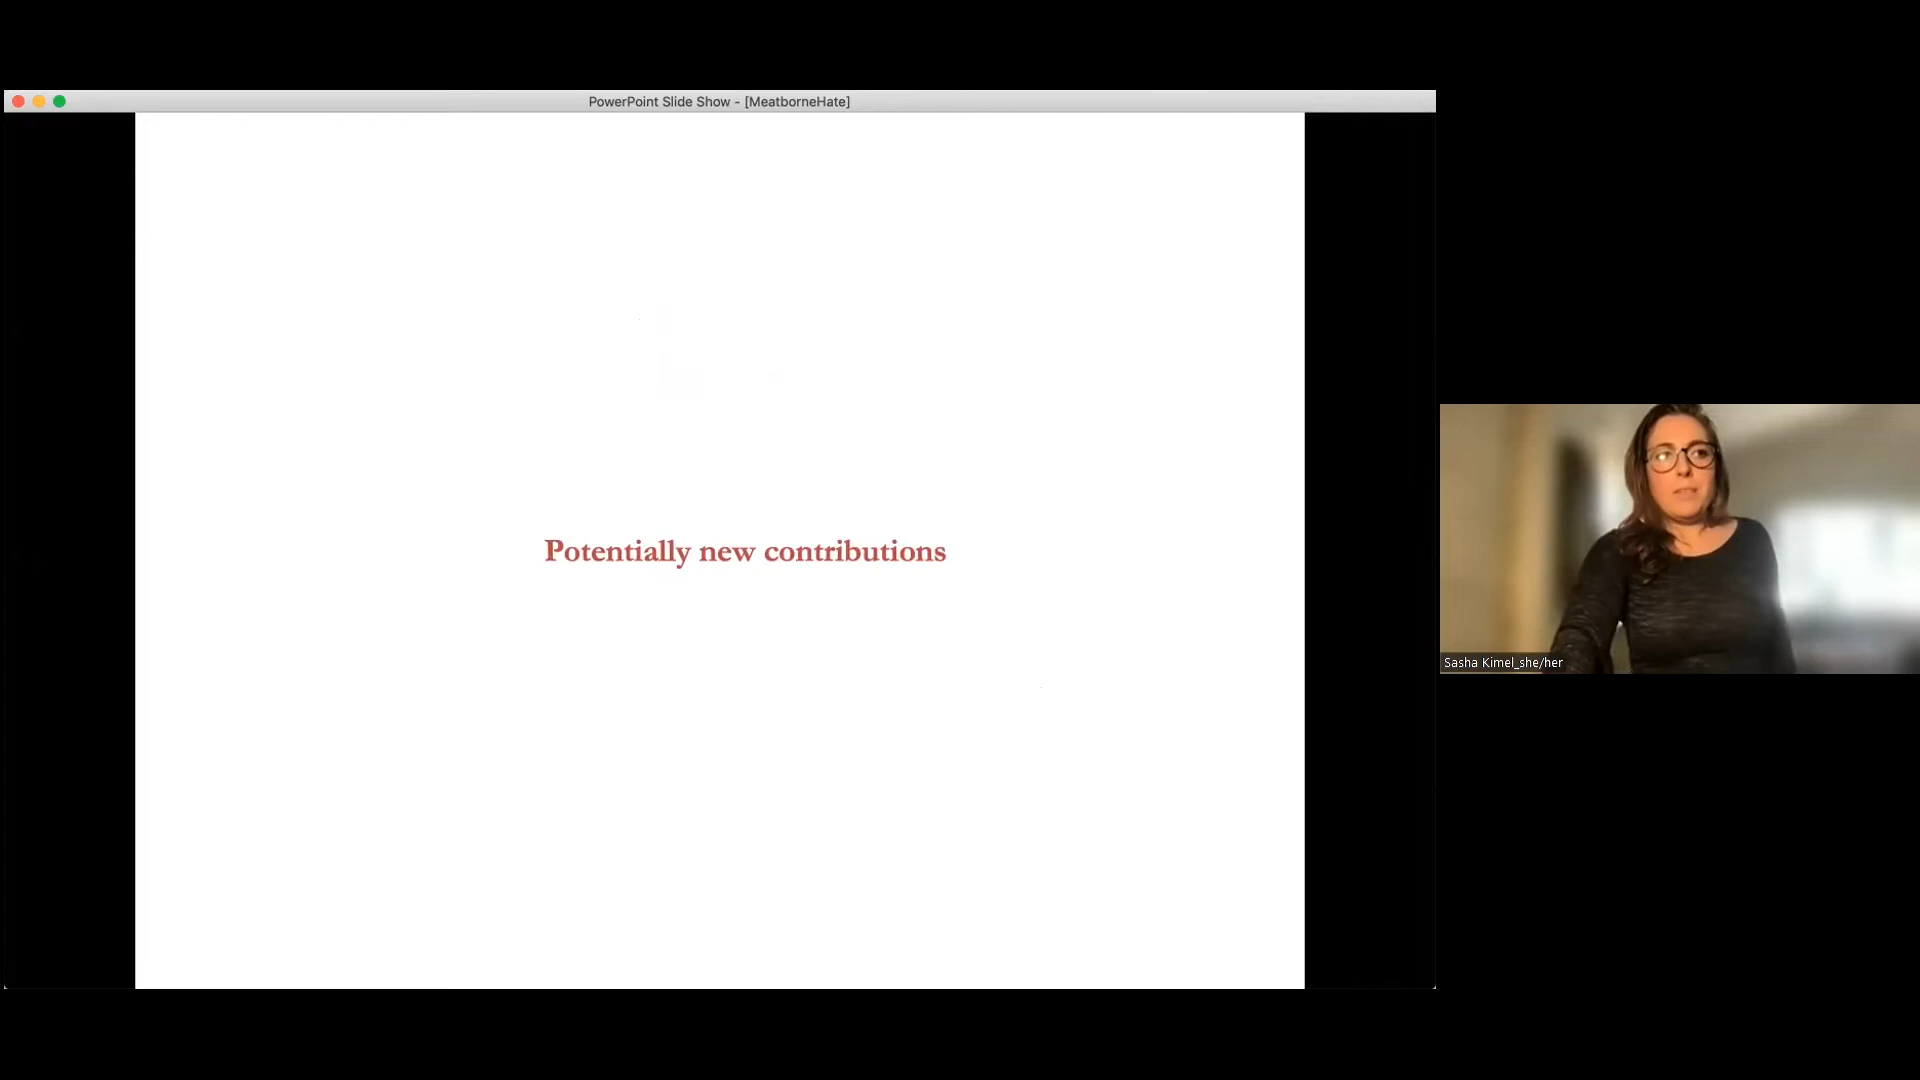 PowerPoint Slide Show - [MeatborneHate]
Potentially new contributions
Sasha Kimel_she/her